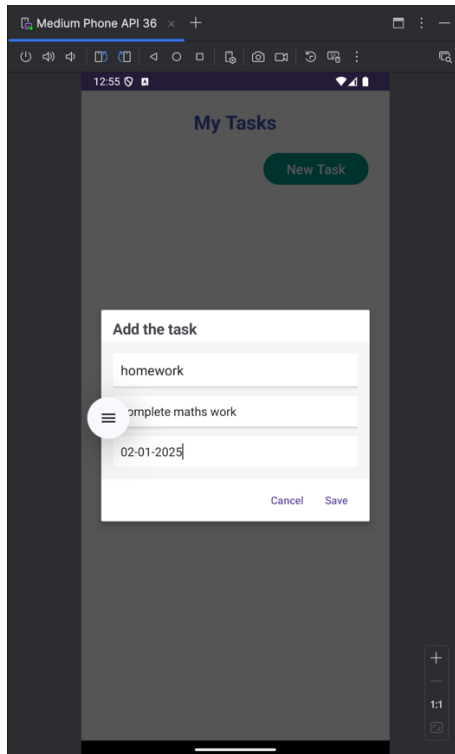 Medium Phone API 36
12:55
My Tasks
New Task
Add the task
homework
omplete maths work
02-01-2025
Cancel Save
1:1